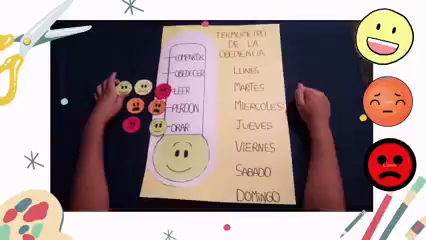 TERMOMETRO
DE LA
OBEDIENCIA
COMPARTIR
OBEDECER
LEER
PERDON
ORAR
LUNES
MARTES
MIERCOLES
JUEVES
VIERNES
SABADO
DOMINGO